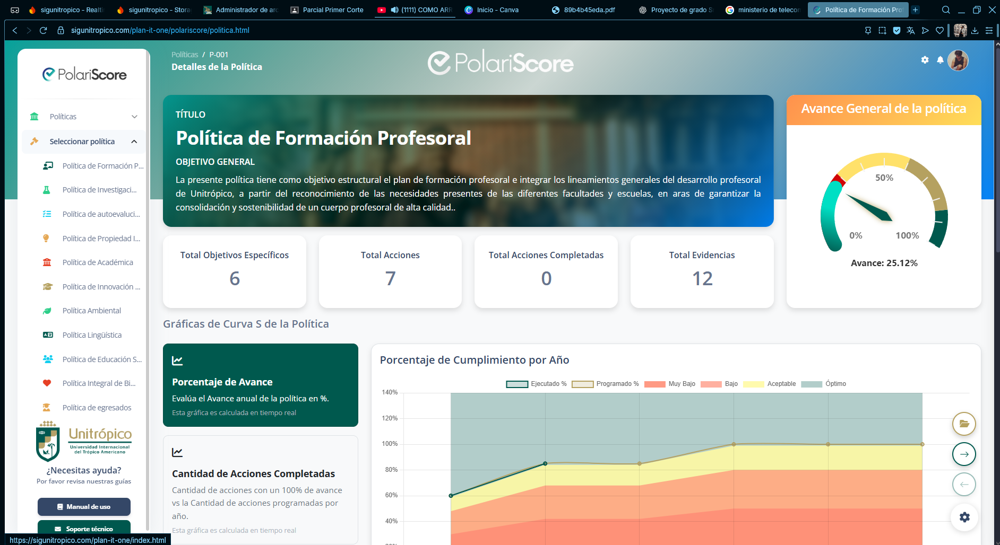 sigunitropico - Realti
sigunitropico - Stora
Administrador de arc
Parcial Primer Corte
(1111) COMO ARR
Inicio - Canva
89b4b45eda.pdf
Proyecto de grado S
ministerio de telecom
Política de Formación Prof
sigunitropico.com/plan-it-one/polariscore/politica.html
PolariScore
Políticas
Seleccionar política
Política de Formación P...
Política de Investigaci...
Política de autoevaluci...
Política de Propiedad I...
Política de Académica
Política de Innovación ...
Política Ambiental
Política Lingüística
Política de Educación S...
Política Integral de Bi...
Política de egresados
Unitrópico
Universidad Internacional
del Trópico Americano
¿Necesitas ayuda?
Por favor revisa nuestras guías
Manual de uso
Soporte técnico
https://sigunitropico.com/plan-it-one/index.html
Políticas / P-001
Detalles de la Política
PolariScore
TÍTULO
Política de Formación Profesoral
OBJETIVO GENERAL
La presente política tiene como objetivo estructural el plan de formación profesoral e integrar los lineamientos generales del desarrollo profesoral
de Unitrópico, a partir del reconocimiento de las necesidades presentes de las diferentes facultades y escuelas, en aras de garantizar la
consolidación y sostenibilidad de un cuerpo profesoral de alta calidad..
Avance General de la política
50%
0%
100%
Avance: 25.12%
Total Objetivos Específicos
6
Total Acciones
7
Total Acciones Completadas
0
Total Evidencias
12
Gráficas de Curva S de la Política
Porcentaje de Avance
Evalúa el Avance anual de la política en %.
Esta gráfica es calculada en tiempo real
Cantidad de Acciones Completadas
Cantidad de acciones con un 100% de avance
vs la Cantidad de acciones programadas por
año.
Esta gráfica es calculada en tiempo real
Porcentaje de Cumplimiento por Año
Ejecutado %
Programado %
Muy Bajo
Bajo
Aceptable
Óptimo
140%
120%
100%
80%
60%
40%